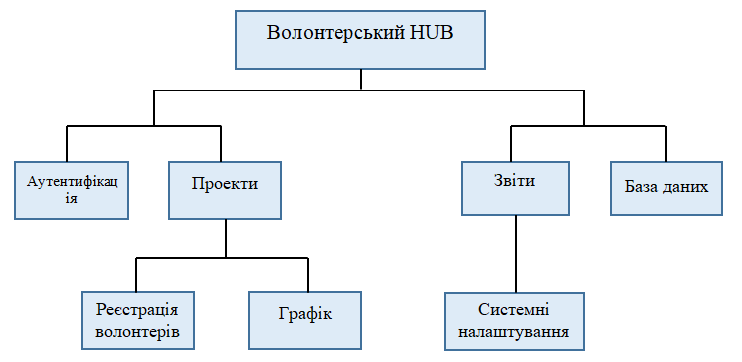 Волонтерський HUB
Аутентифікац
ія
Проекти
Звіти
База даних
Реєстрація
волонтерів
Графік
Системні
налаштування